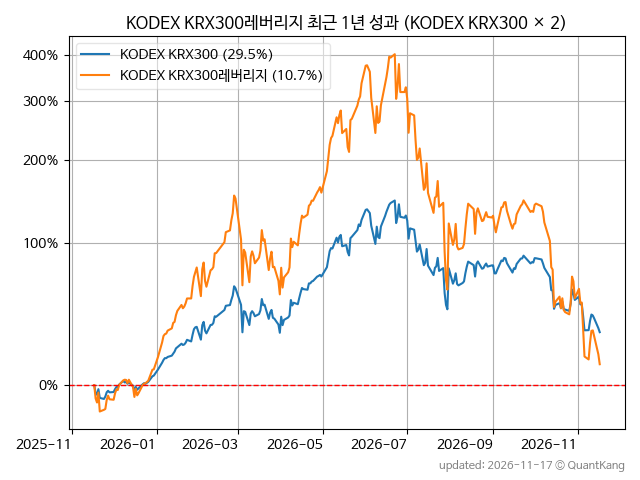 KODEX KRX300레버리지 최근 1년 성과 (KODEX KRX300 × 2)
KODEX KRX300 (29.5%)
KODEX KRX300레버리지 (10.7%)
400%
300%
200%
100%
0%
2025-11 2026-01 2026-03 2026-05 2026-07 2026-09 2026-11
updated: 2026-11-17 © QuantKang